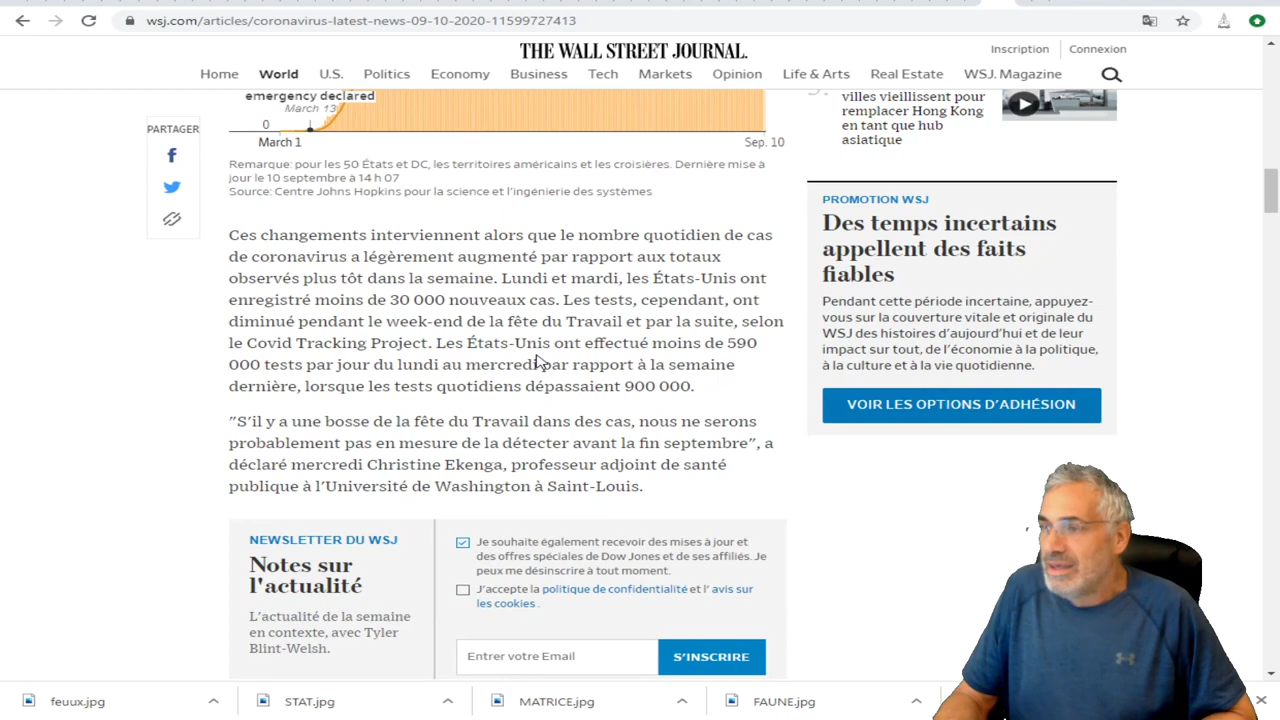 wsj.com/articles/coronavirus-latest-news-09-10-2020-11599727413
THE WALL STREET JOURNAL.
Inscription
Connexion
Home World U.S. Politics Economy Business Tech Markets Opinion Life & Arts Real Estate WSJ. Magazine
emergency declared
March 13
0
March 1
Sep. 10
PARTAGER
Remarque: pour les 50 États et DC, les territoires américains et les croisières. Dernière mise à
jour le 10 septembre à 14 h 07
Source: Centre Johns Hopkins pour la science et l'ingénierie des systèmes
Ces changements interviennent alors que le nombre quotidien de cas
de coronavirus a légèrement augmenté par rapport aux totaux
observés plus tôt dans la semaine. Lundi et mardi, les États-Unis ont
enregistré moins de 30 000 nouveaux cas. Les tests, cependant, ont
diminué pendant le week-end de la fête du Travail et par la suite, selon
le Covid Tracking Project. Les États-Unis ont effectué moins de 590
000 tests par jour du lundi au mercredi par rapport à la semaine
dernière, lorsque les tests quotidiens dépassaient 900 000.
"S'il y a une bosse de la fête du Travail dans des cas, nous ne serons
probablement pas en mesure de la détecter avant la fin septembre", a
déclaré mercredi Christine Ekenga, professeur adjoint de santé
publique à l'Université de Washington à Saint-Louis.
NEWSLETTER DU WSJ
Notes sur
l'actualité
L'actualité de la semaine
en contexte, avec Tyler
Blint-Welsh.
Je souhaite également recevoir des mises à jour et
des offres spéciales de Dow Jones et de ses affiliés. Je
peux me désinscrire à tout moment.
J'accepte la politique de confidentialité et l' avis sur
les cookies .
Entrer votre Email
S'INSCRIRE
villes vieillissent pour
remplacer Hong Kong
en tant que hub
asiatique
PROMOTION WSJ
Des temps incertains
appellent des faits
fiables
Pendant cette période incertaine, appuyez-
vous sur la couverture vitale et originale du
WSJ des histoires d'aujourd'hui et de leur
impact sur tout, de l'économie à la politique,
à la culture et à la vie quotidienne.
VOIR LES OPTIONS D'ADHÉSION
feuux.jpg
STAT.jpg
MATRICE.jpg
FAUNE.jpg